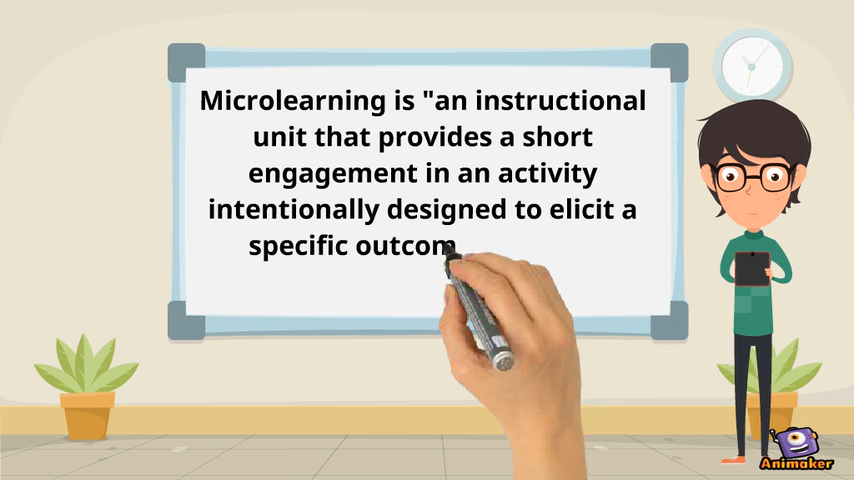 Microlearning is "an instructional
unit that provides a short
engagement in an activity
intentionally designed to elicit a
specific outcom
Animaker